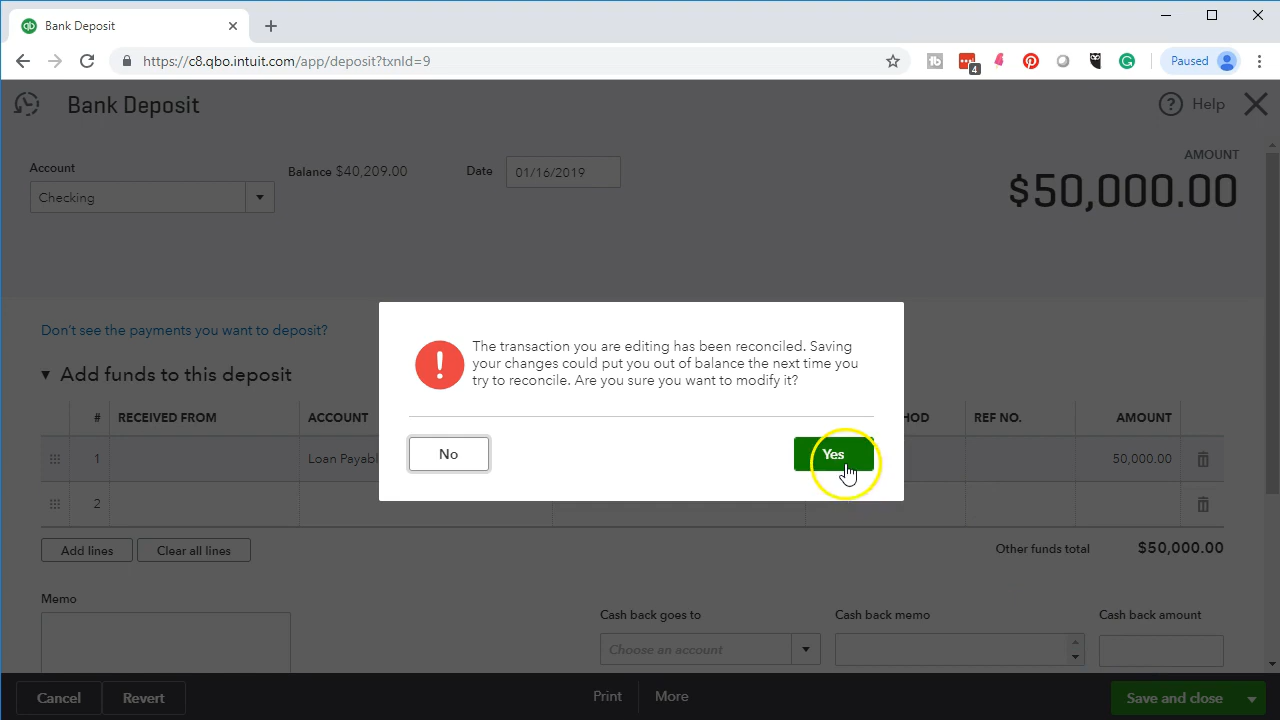 Bank Deposit
https://c8.qbo.intuit.com/app/deposit?txnId=9
4
Paused
Bank Deposit
Help
Account
Balance $40,209.00
Date
01/16/2019
AMOUNT
$50,000.00
Checking
Don't see the payments you want to deposit?
The transaction you are editing has been reconciled. Saving
your changes could put you out of balance the next time you
try to reconcile. Are you sure you want to modify it?
No
Yes
Add funds to this deposit
# RECEIVED FROM ACCOUNT HOD REF NO. AMOUNT
1 Loan Payabl 50,000.00
2
Add lines
Clear all lines
Other funds total $50,000.00
Memo
Cash back goes to
Cash back memo
Cash back amount
Choose an account
Cancel
Revert
Print
More
Save and close